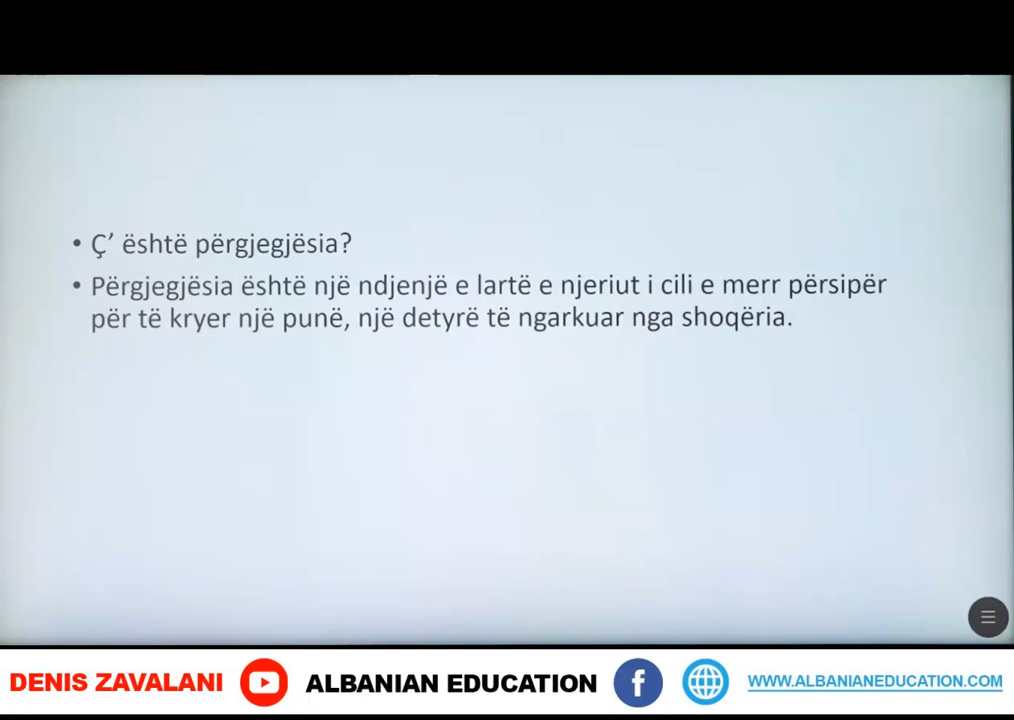 • Ç’ është përgjegjësia?
• Përgjegjësia është një ndjenjë e lartë e njeriut i cili e merr përsipër
për të kryer një punë, një detyrë të ngarkuar nga shoqëria.
DENIS ZAVALANI ALBANIAN EDUCATION WWW.ALBANIANEDUCATION.COM